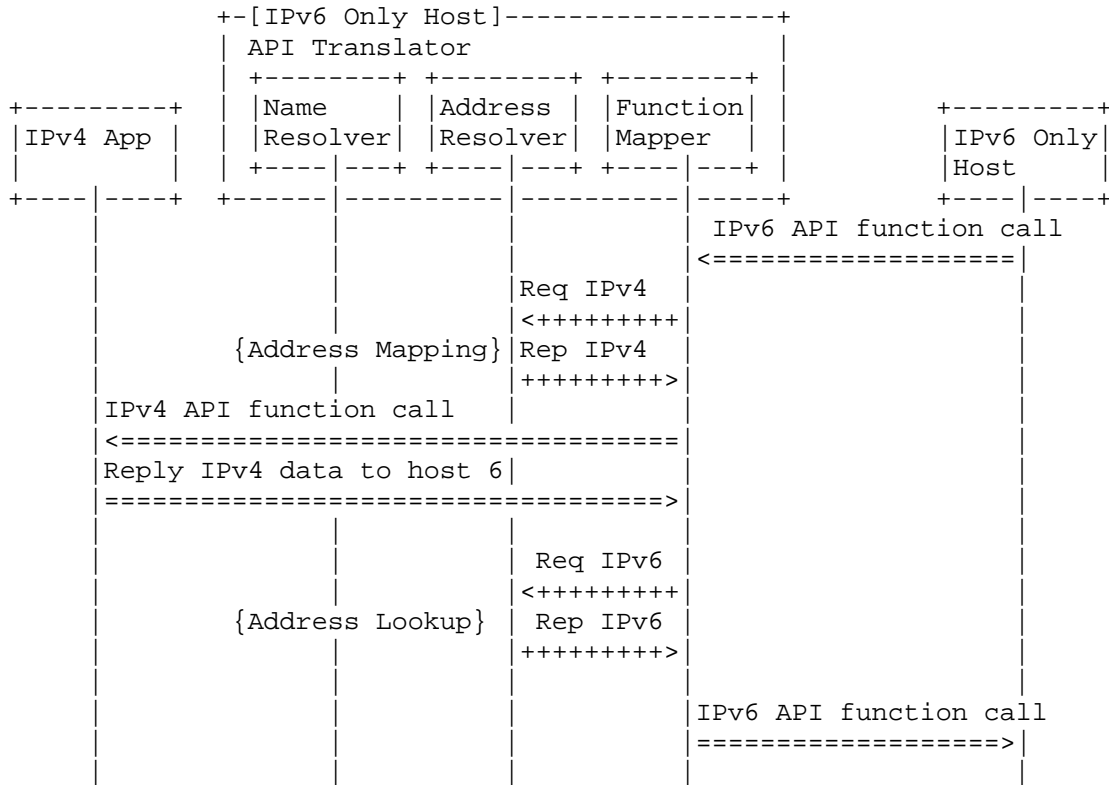 [IPv6 Only Host]
API Translator
Name Address Function
IPv4 App Resolver Resolver Mapper IPv6 Only
Host
IPv6 API function call
Req IPv4
{Address Mapping} Rep IPv4
IPv4 API function call
Reply IPv4 data to host 6
Req IPv6
{Address Lookup} Rep IPv6
IPv6 API function call